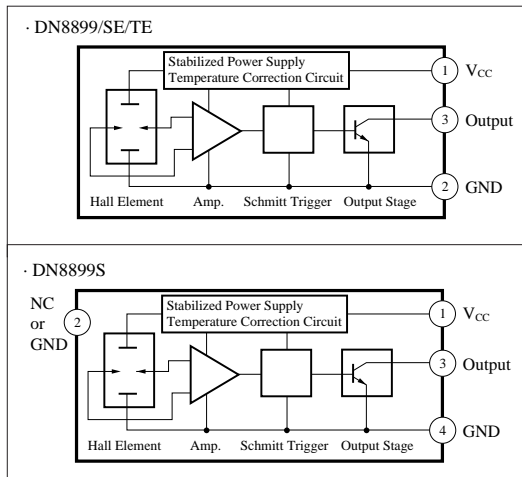 · DN8899/SE/TE
Stabilized Power Supply
Temperature Correction Circuit
1 VCC
3 Output
2 GND
Hall Element Amp. Schmitt Trigger Output Stage
· DN8899S
NC
or
GND
2
Stabilized Power Supply
Temperature Correction Circuit
1 VCC
3 Output
4 GND
Hall Element Amp. Schmitt Trigger Output Stage